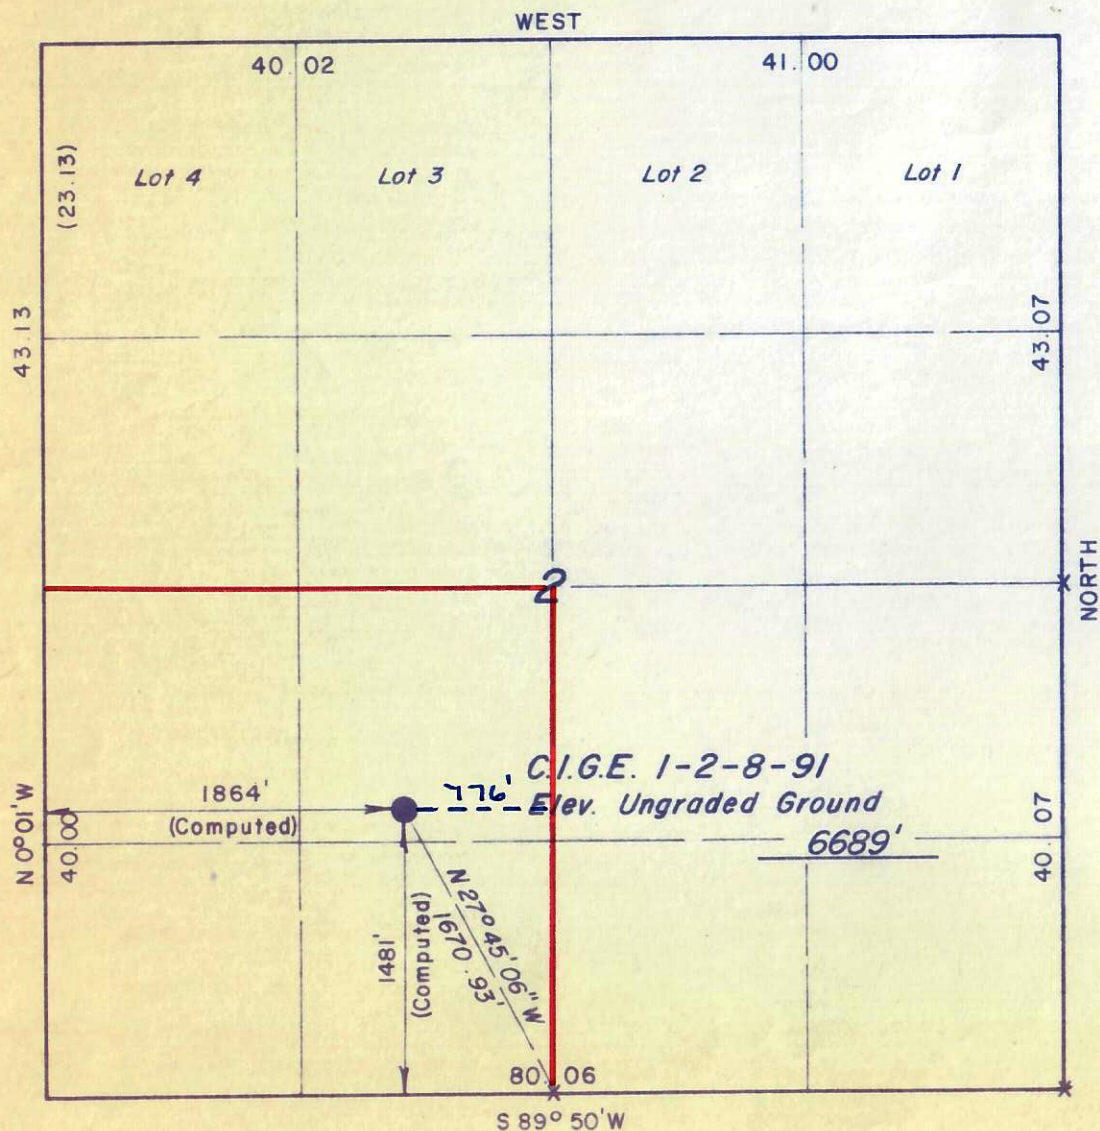 WEST
40.02
41.00
(23.13)
Lot 4
Lot 3
Lot 2
Lot 1
43.13
43.07
NORTH
2
C.I.G.E. 1-2-8-91
776'
Elev. Ungraded Ground
6689'
1864'
(Computed)
N 0°01' W
40.00
40.07
1481'
(Computed)
N 27°45'06" W
1670.93'
80.06
S 89° 50' W